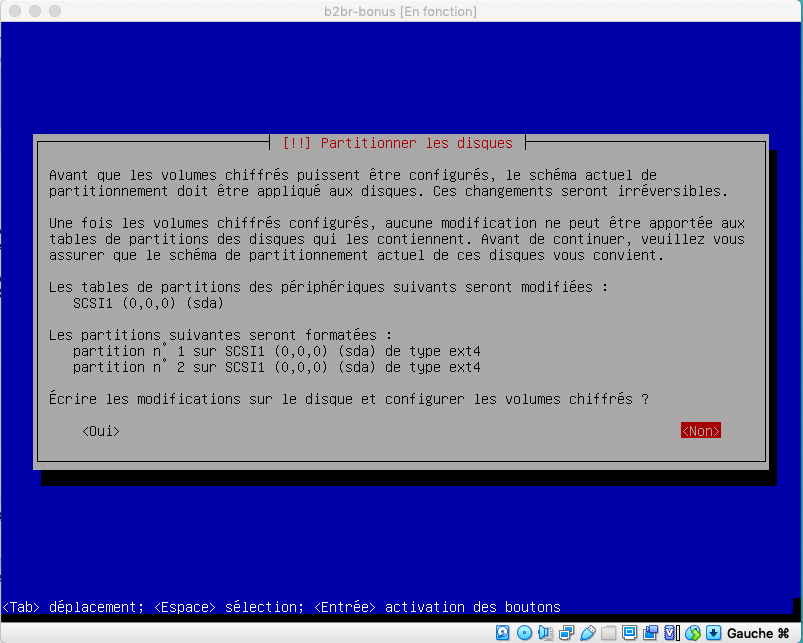 b2br-bonus [En fonction]
[!!] Partitionner les disques
Avant que les volumes chiffrés puissent être configurés, le schéma actuel de
partitionnement doit être appliqué aux disques. Ces changements seront irréversibles.
Une fois les volumes chiffrés configurés, aucune modification ne peut être apportée aux
tables de partitions des disques qui les contiennent. Avant de continuer, veuillez vous
assurer que le schéma de partitionnement actuel de ces disques vous convient.
Les tables de partitions des périphériques suivants seront modifiées :
SCSI1 (0,0,0) (sda)
Les partitions suivantes seront formatées :
partition n° 1 sur SCSI1 (0,0,0) (sda) de type ext4
partition n° 2 sur SCSI1 (0,0,0) (sda) de type ext4
Écrire les modifications sur le disque et configurer les volumes chiffrés ?
<Oui> <Non>
<Tab> déplacement; <Espace> sélection; <Entrée> activation des boutons
Gauche ⌘